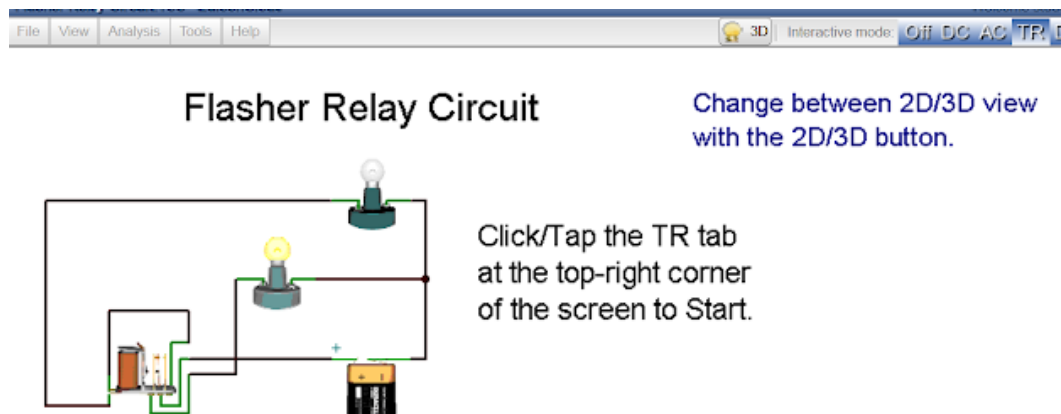 File View Analysis Tools Help 3D Interactive mode: Off DC AC TR
Flasher Relay Circuit
Change between 2D/3D view
with the 2D/3D button.
Click/Tap the TR tab
at the top-right corner
of the screen to Start.
+